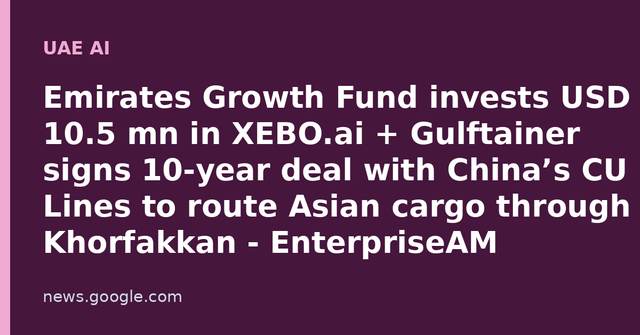 UAE AI
Emirates Growth Fund invests USD
10.5 mn in XEBO.ai + Gulftainer
signs 10-year deal with China’s CU
Lines to route Asian cargo through
Khorfakkan - EnterpriseAM
news.google.com